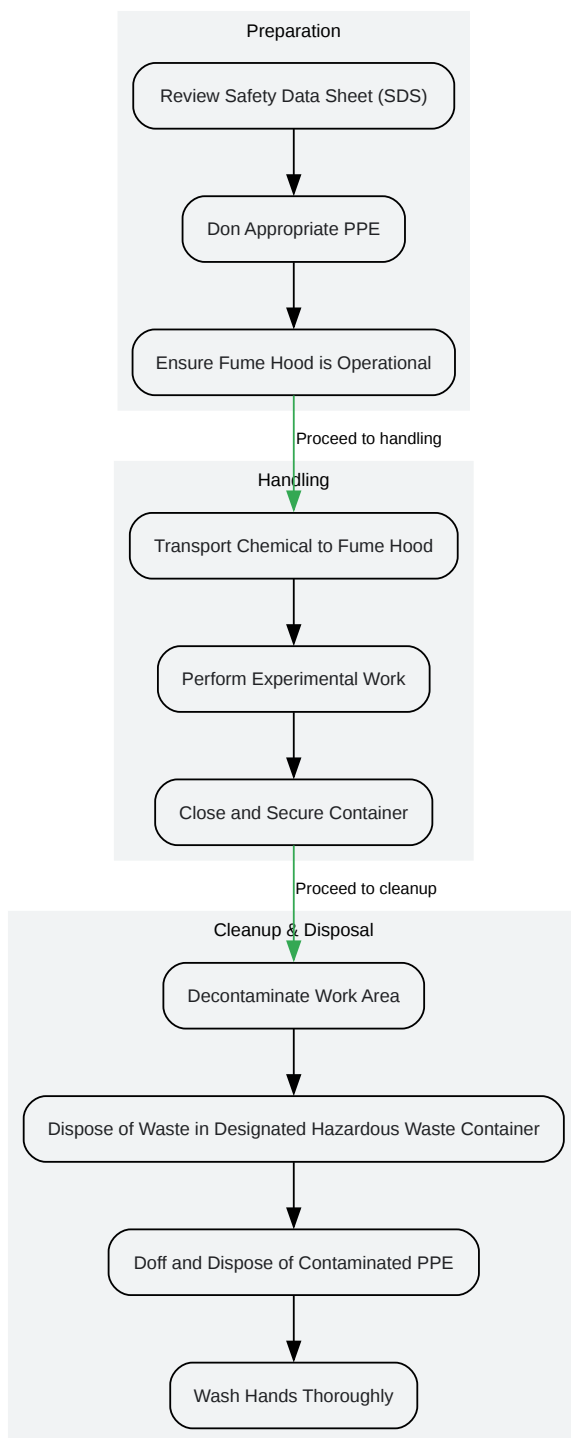 Preparation
Review Safety Data Sheet (SDS)
Don Appropriate PPE
Ensure Fume Hood is Operational
Proceed to handling
Handling
Transport Chemical to Fume Hood
Perform Experimental Work
Close and Secure Container
Proceed to cleanup
Cleanup & Disposal
Decontaminate Work Area
Dispose of Waste in Designated Hazardous Waste Container
Doff and Dispose of Contaminated PPE
Wash Hands Thoroughly